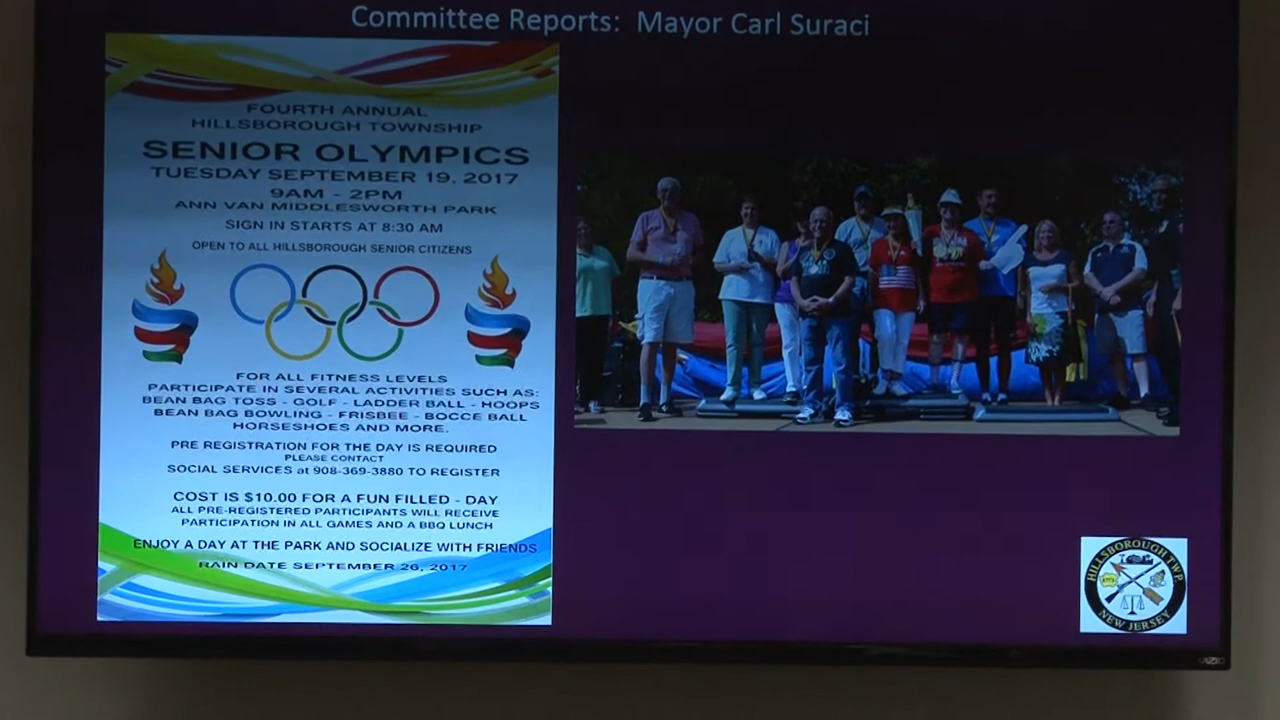 Committee Reports: Mayor Carl Suraci
FOURTH ANNUAL
HILLSBOROUGH TOWNSHIP
SENIOR OLYMPICS
TUESDAY SEPTEMBER 19, 2017
9AM - 2PM
ANN VAN MIDDLESWORTH PARK
SIGN IN STARTS AT 8:30 AM
OPEN TO ALL HILLSBOROUGH SENIOR CITIZENS
FOR ALL FITNESS LEVELS
PARTICIPATE IN SEVERAL ACTIVITIES SUCH AS:
BEAN BAG TOSS - GOLF - LADDER BALL - HOOPS
BEAN BAG BOWLING - FRISBEE - BOCCE BALL
HORSESHOES AND MORE.
PRE REGISTRATION FOR THE DAY IS REQUIRED
PLEASE CONTACT
SOCIAL SERVICES at 908-369-3880 TO REGISTER
COST IS $10.00 FOR A FUN FILLED - DAY
ALL PRE-REGISTERED PARTICIPANTS WILL RECEIVE
PARTICIPATION IN ALL GAMES AND A BBQ LUNCH
ENJOY A DAY AT THE PARK AND SOCIALIZE WITH FRIENDS
RAIN DATE SEPTEMBER 26, 2017
HILLSBOROUGH TWP.
NEW JERSEY
VIZIO